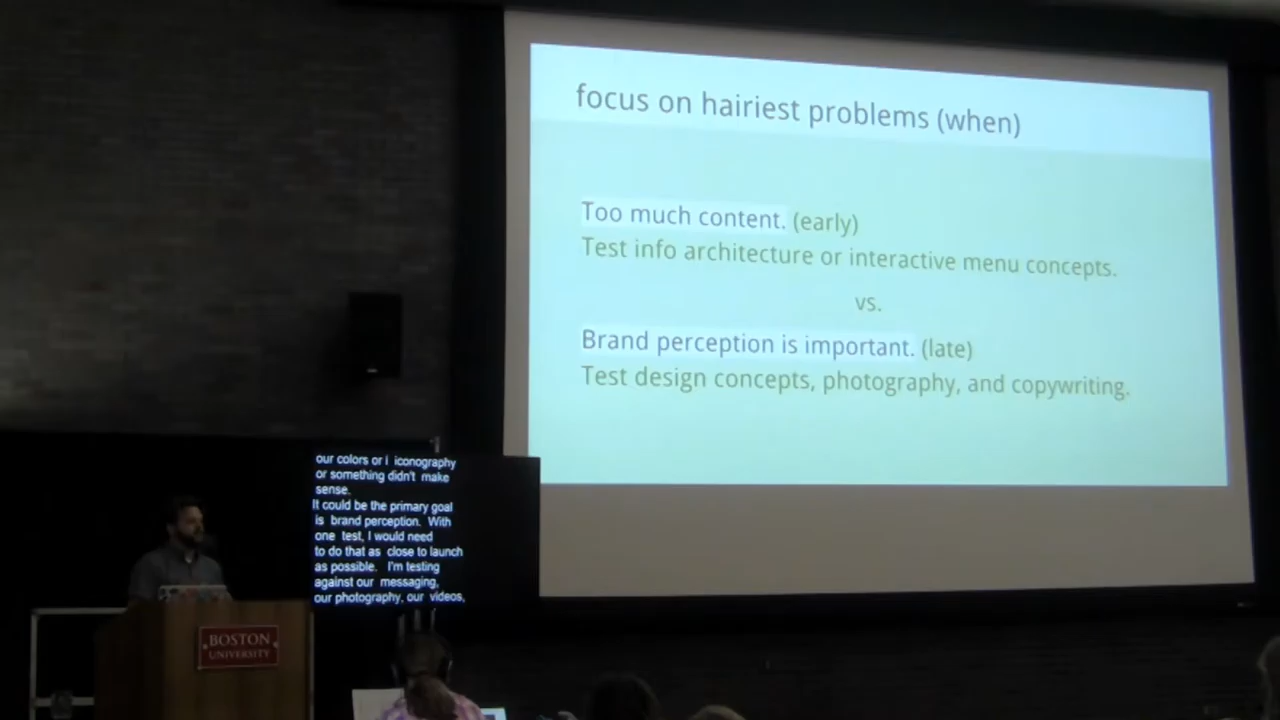 focus on hairiest problems (when)
Too much content. (early)
Test info architecture or interactive menu concepts.
vs.
Brand perception is important. (late)
Test design concepts, photography, and copywriting.
our colors or i iconography
or something didn't make
sense.
It could be the primary goal
is brand perception. With
one test, I would need
to do that as close to launch
as possible. I'm testing
against our messaging,
our photography, our videos,
BOSTON
UNIVERSITY